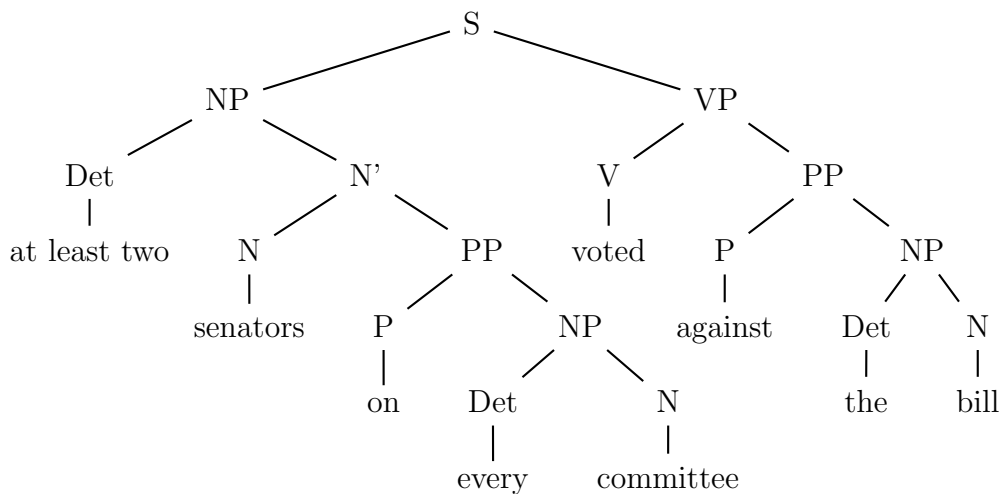 S
NP VP
Det N' V PP
at least two N PP voted P NP
senators P NP against Det N
on Det N the bill
every committee